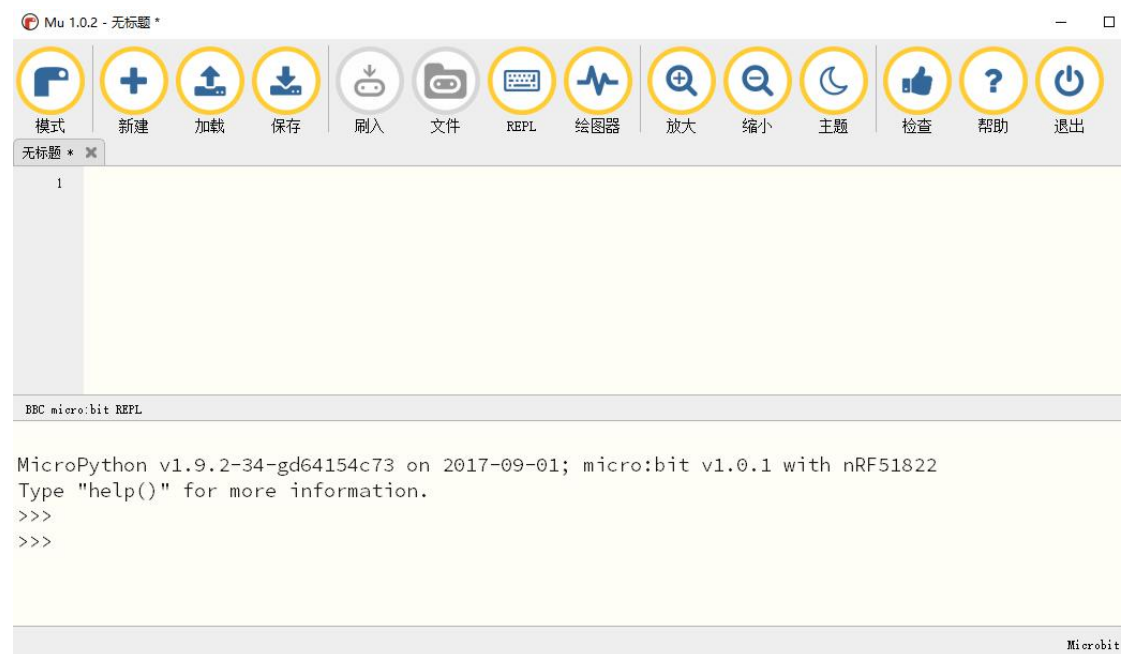 Mu 1.0.2 - 无标题 *
模式 新建 加载 保存 刷入 文件 REPL 绘图器 放大 缩小 主题 检查 帮助 退出
无标题 *
1
BBC micro:bit REPL
MicroPython v1.9.2-34-gd64154c73 on 2017-09-01; micro:bit v1.0.1 with nRF51822
Type "help()" for more information.
>>>
>>>
Microbit